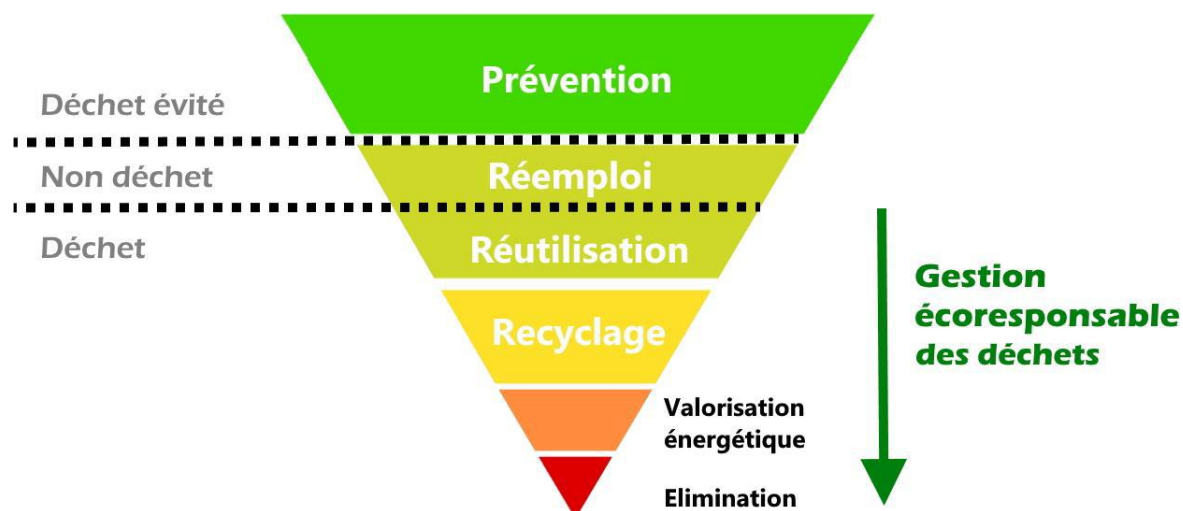 Prévention
Déchet évité
Non déchet
Réemploi
Déchet
Réutilisation
Gestion
écoresponsable
des déchets
Recyclage
Valorisation
énergétique
Elimination